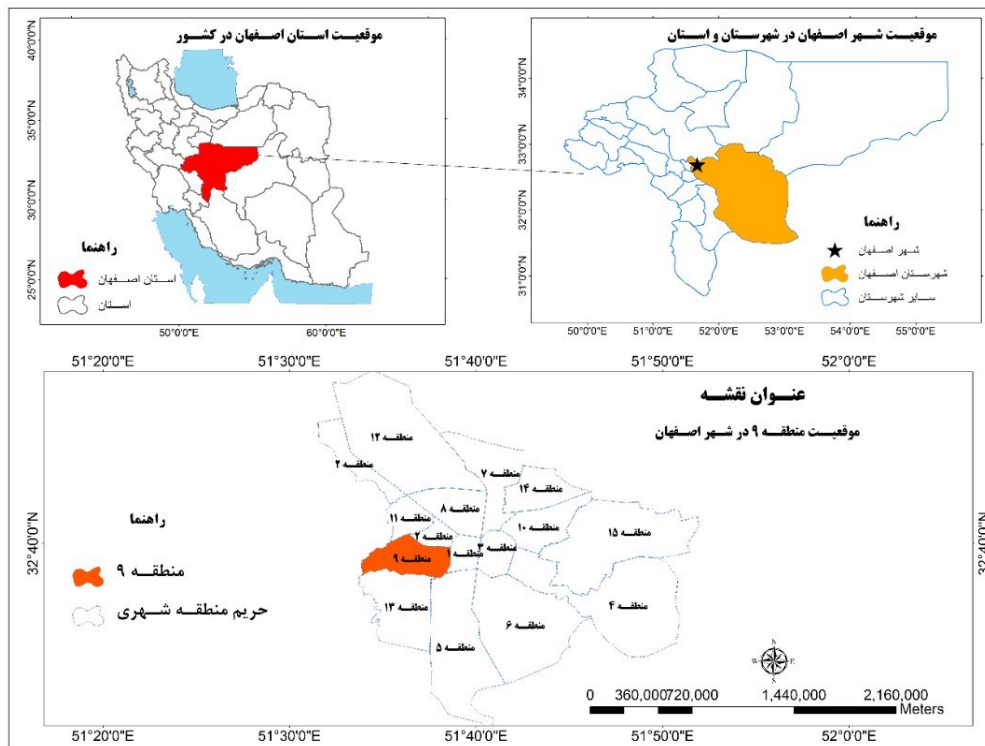 موقعیت استان اصفهان در کشور
40°0'0"N
35°0'0"N
30°0'0"N
25°0'0"N
راهنما
استان اصفهان
استان
50°0'0"E
60°0'0"E
موقعیت شهر اصفهان در شهرستان و استان
34°0'0"N
33°0'0"N
32°0'0"N
31°0'0"N
راهنما
شهر اصفهان
شهرستان اصفهان
سایر شهرستان
50°0'0"E 51°0'0"E 52°0'0"E 53°0'0"E 54°0'0"E 55°0'0"E
51°20'0"E 51°30'0"E 51°40'0"E 51°50'0"E 52°0'0"E
عنوان نقشه
موقعیت منطقه ۹ در شهر اصفهان
منطقه ۱۲
منطقه ۲
منطقه ۷
منطقه ۱۴
منطقه ۸
منطقه ۱۱
منطقه ۱۰
منطقه ۱۵
منطقه ۲
منطقه ۳
منطقه ۱
منطقه ۹
منطقه ۱۳
منطقه ۴
منطقه ۶
منطقه ۵
32°40'0"N
32°40'0"N
راهنما
منطقه ۹
حریم منطقه شهری
N
W E
S
0 360,000 720,000 1,440,000 2,160,000
Meters
51°20'0"E 51°30'0"E 51°40'0"E 51°50'0"E 52°0'0"E